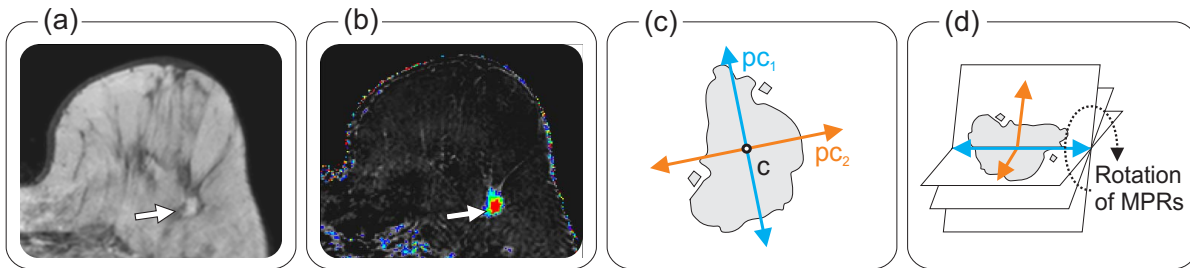 (a)
(b)
(c)
(d)
pc₁
pc₂
c
Rotation
of MPRs